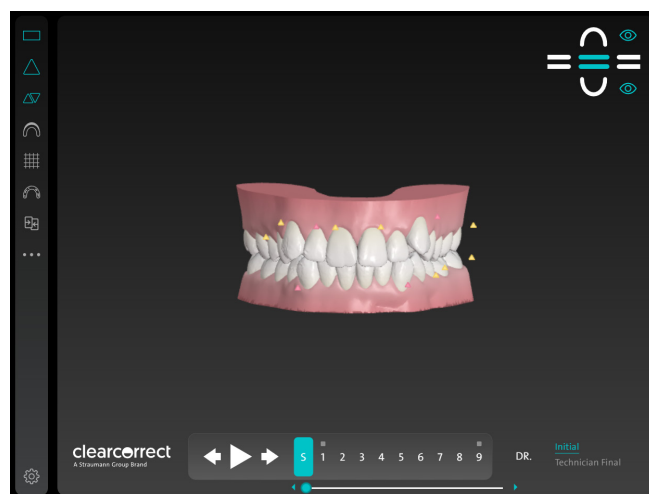 clearcorrect
A Straumann Group Brand
S 1 2 3 4 5 6 7 8 9
DR.
Initial
Technician Final